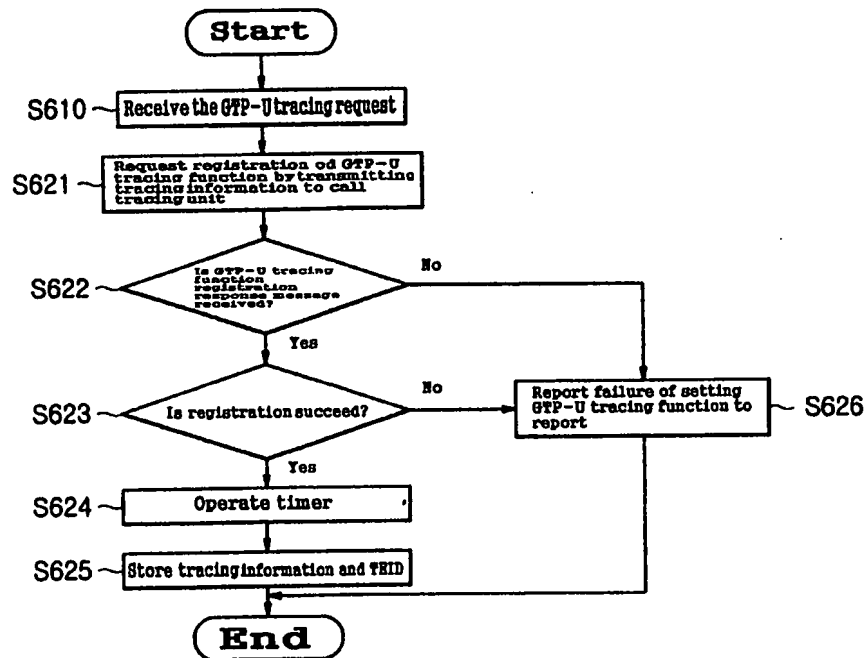 Start
S610
Receive the GTP-U tracing request
S621
Request registration od GTP-U
tracing function by transmitting
tracing information to call
tracing unit
S622
Is GTP-U tracing
function
registration
response message
received?
No
Yes
S623
Is registration succeed?
No
Yes
Report failure of setting
GTP-U tracing function to
report
S626
S624
Operate timer
S625
Store tracing information and TEID
End